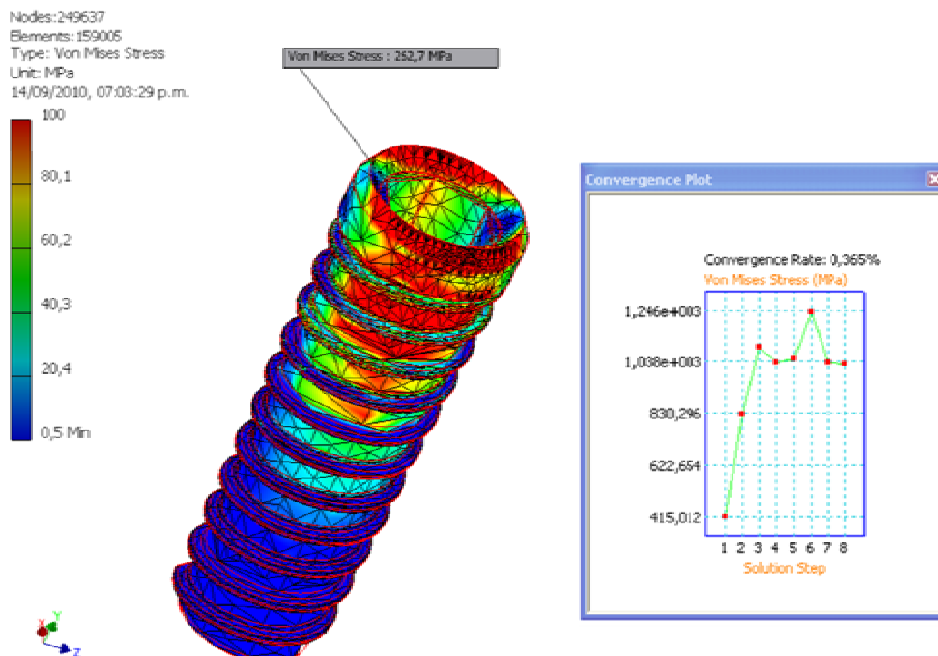 Nodes:249637
Elements:159005
Type: Von Mises Stress
Unit: MPa
14/09/2010, 07:03:29 p.m.
100
80,1
60,2
40,3
20,4
0,5 Min
Von Mises Stress : 252,7 MPa
X
Y
Z
Convergence Plot
Convergence Rate: 0,365%
Von Mises Stress (MPa)
1,246e+003
1,038e+003
830,296
622,654
415,012
1 2 3 4 5 6 7 8
Solution Step